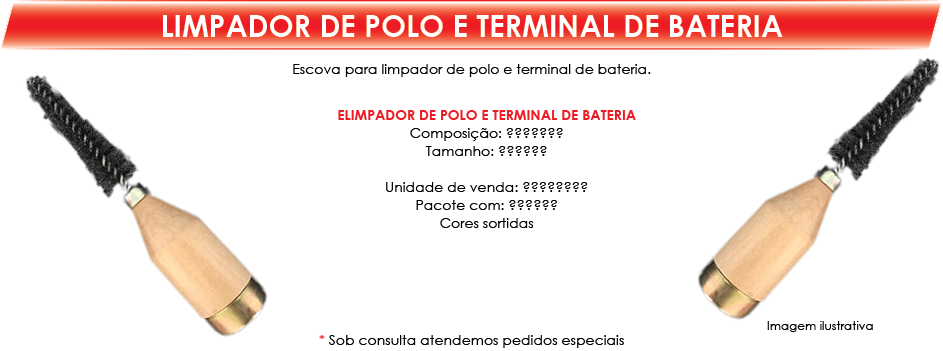 LIMPADOR DE POLO E TERMINAL DE BATERIA
Escova para limpador de polo e terminal de bateria.
ELIMPADOR DE POLO E TERMINAL DE BATERIA
Composição: ???????
Tamanho: ??????
Unidade de venda: ????????
Pacote com: ??????
Cores sortidas
Imagem ilustrativa
* Sob consulta atendemos pedidos especiais